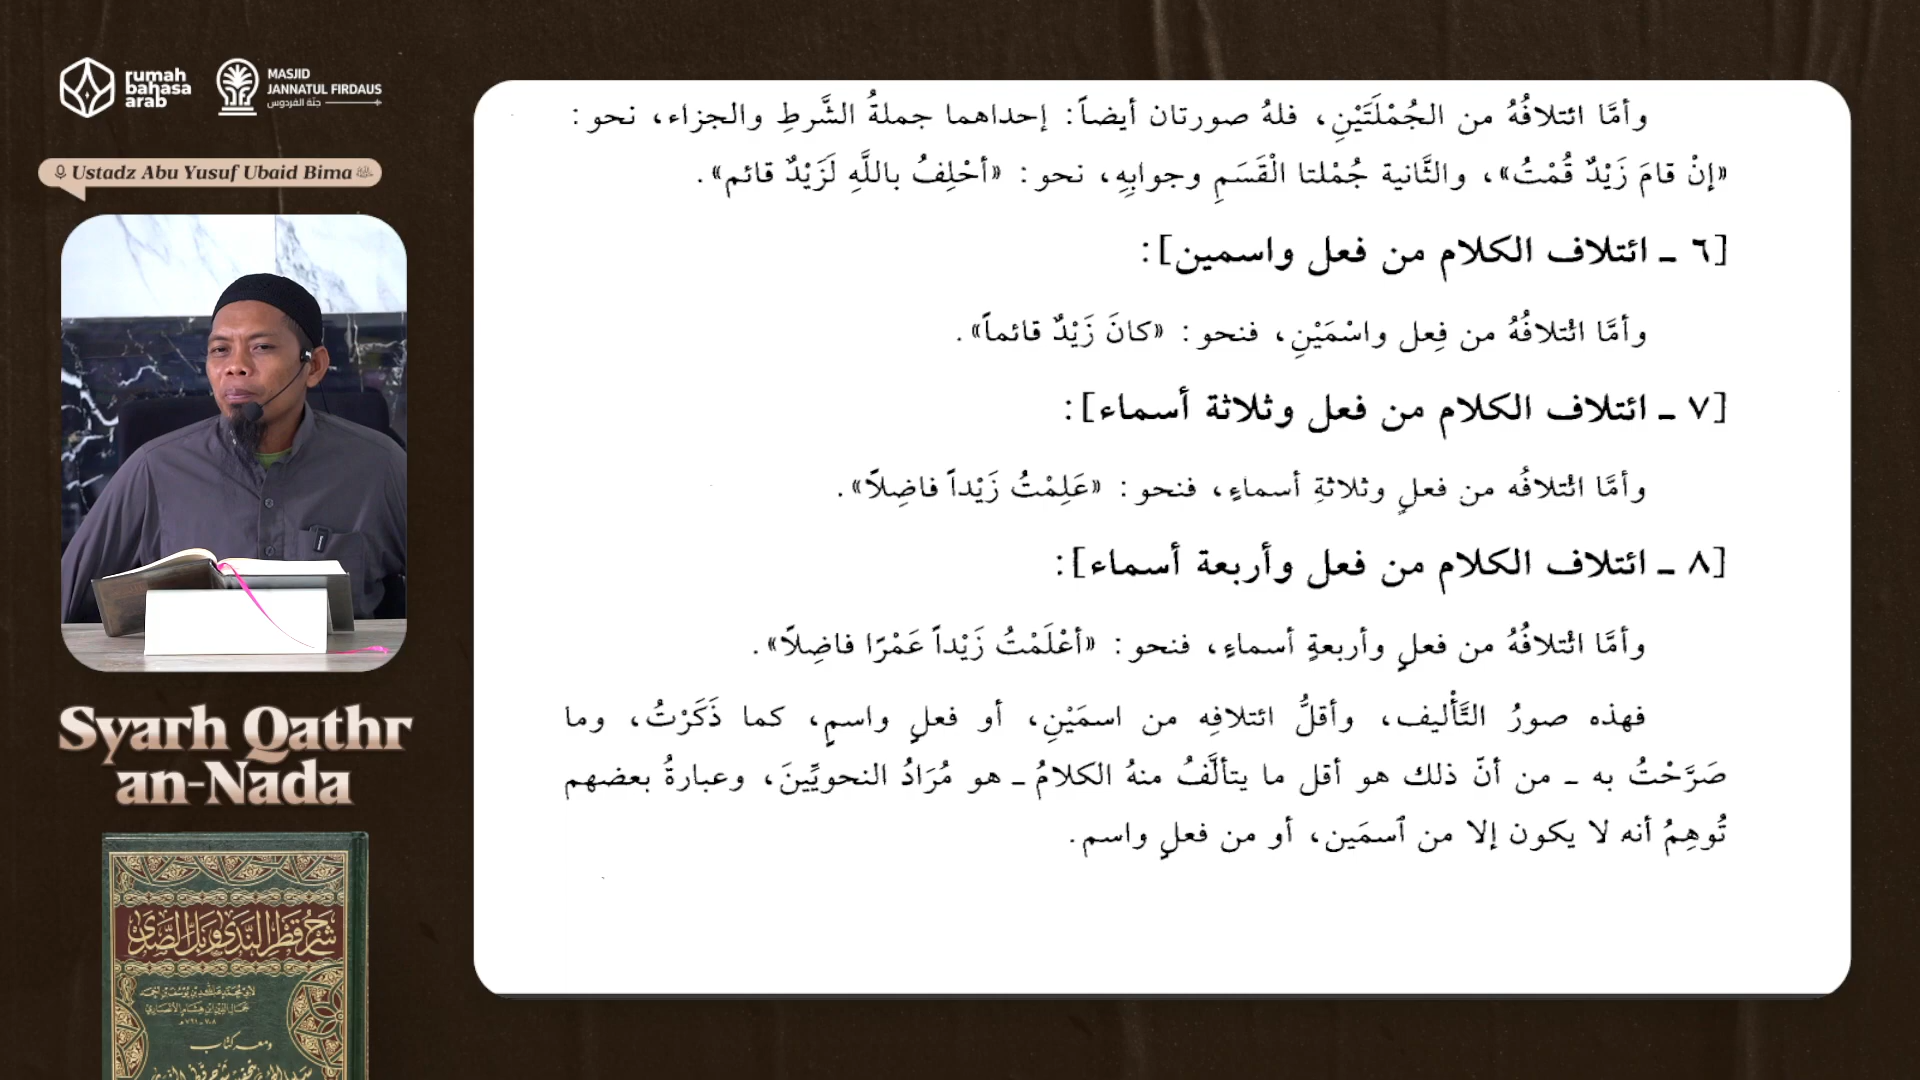 rumah
bahasa
arab
MASJID
JANNATUL FIRDAUS
جنة الفردوس
Ustadz Abu Yusuf Ubaid Bima
Syarh Qathr
an-Nada
شرح قطر الندى وبل الصدى
ومعه كتاب
وأمَّا ائتلافُهُ من الجُمْلَتَيْنِ، فلهُ صورتان أيضاً: إحداهما جملةُ الشَّرطِ والجزاء، نحو:
«إنْ قامَ زَيْدٌ قُمْتُ»، والثَّانية جُمْلتا الْقَسَمِ وجوابِهِ، نحو: «أحْلِفُ باللَّهِ لَزَيْدٌ قائم».
[٦ ـ ائتلاف الكلام من فعل واسمين]:
وأمَّا ائْتلافُهُ من فِعل واسْمَيْنِ، فنحو: «كانَ زَيْدٌ قائماً».
[٧ ـ ائتلاف الكلام من فعل وثلاثة أسماء]:
وأمَّا ائْتلافُه من فعلٍ وثلاثةِ أسماءٍ، فنحو: «عَلِمْتُ زَيْداً فاضِلاً».
[٨ ـ ائتلاف الكلام من فعل وأربعة أسماء]:
وأمَّا ائْتلافُهُ من فعلٍ وأربعةٍ أسماءٍ، فنحو: «أعْلَمْتُ زَيْداً عَمْرًا فاضِلًا».
فهذه صورُ التَّأْليف، وأقلُّ ائتلافِه من اسمَيْنِ، أو فعلٍ واسمٍ، كما ذَكَرْتُ، وما
صَرَّحْتُ به ـ من أنّ ذلك هو أقل ما يتألَّفُ منهُ الكلامُ ـ هو مُرَادُ النحويِّينَ، وعبارةُ بعضهم
تُوهِمُ أنه لا يكون إلا من ٱسمَين، أو من فعلٍ واسم.